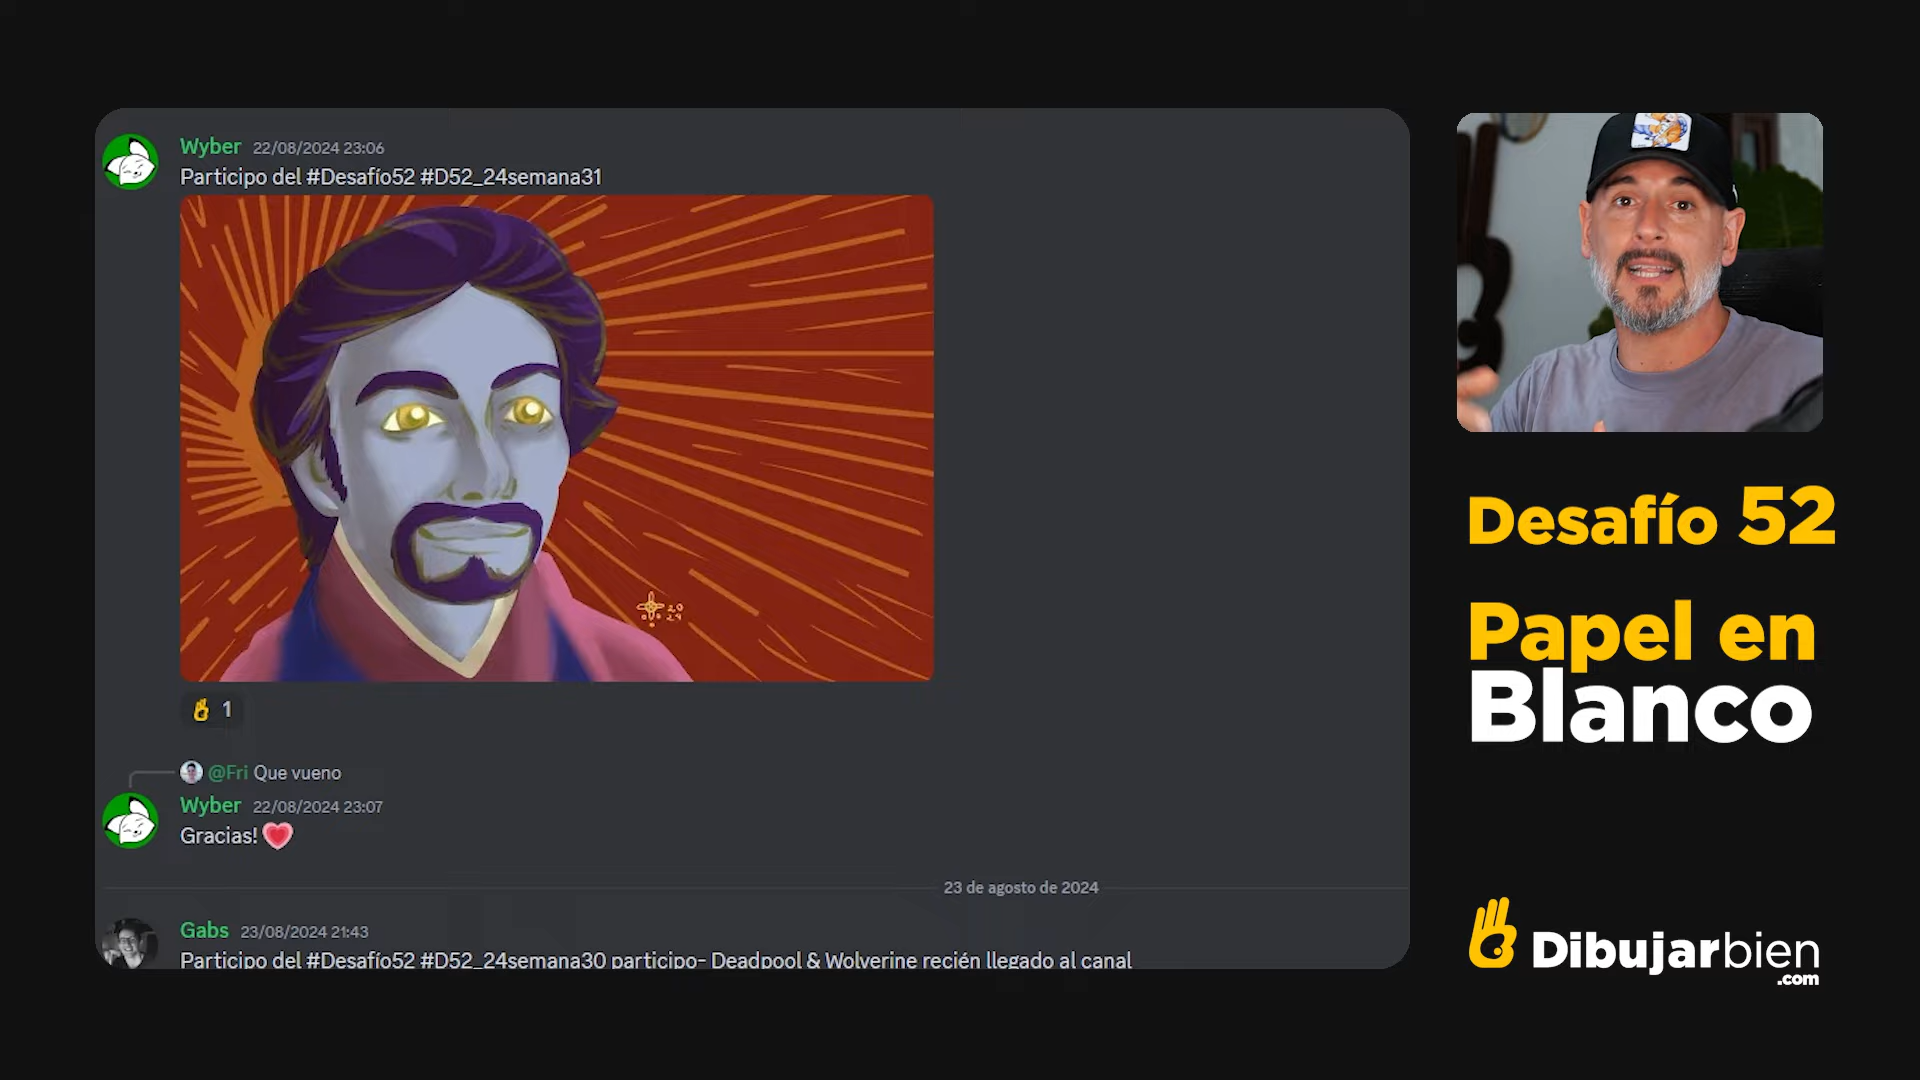 Wyber 22/08/2024 23:06
Participo del #Desafío52 #D52_24semana31
2024
1
@Fri Que vueno
Wyber 22/08/2024 23:07
Gracias!
23 de agosto de 2024
Gabs 23/08/2024 21:43
Participo del #Desafío52 #D52_24semana30 participo- Deadpool & Wolverine recién llegado al canal
Desafío 52
Papel en
Blanco
Dibujarbien
.com